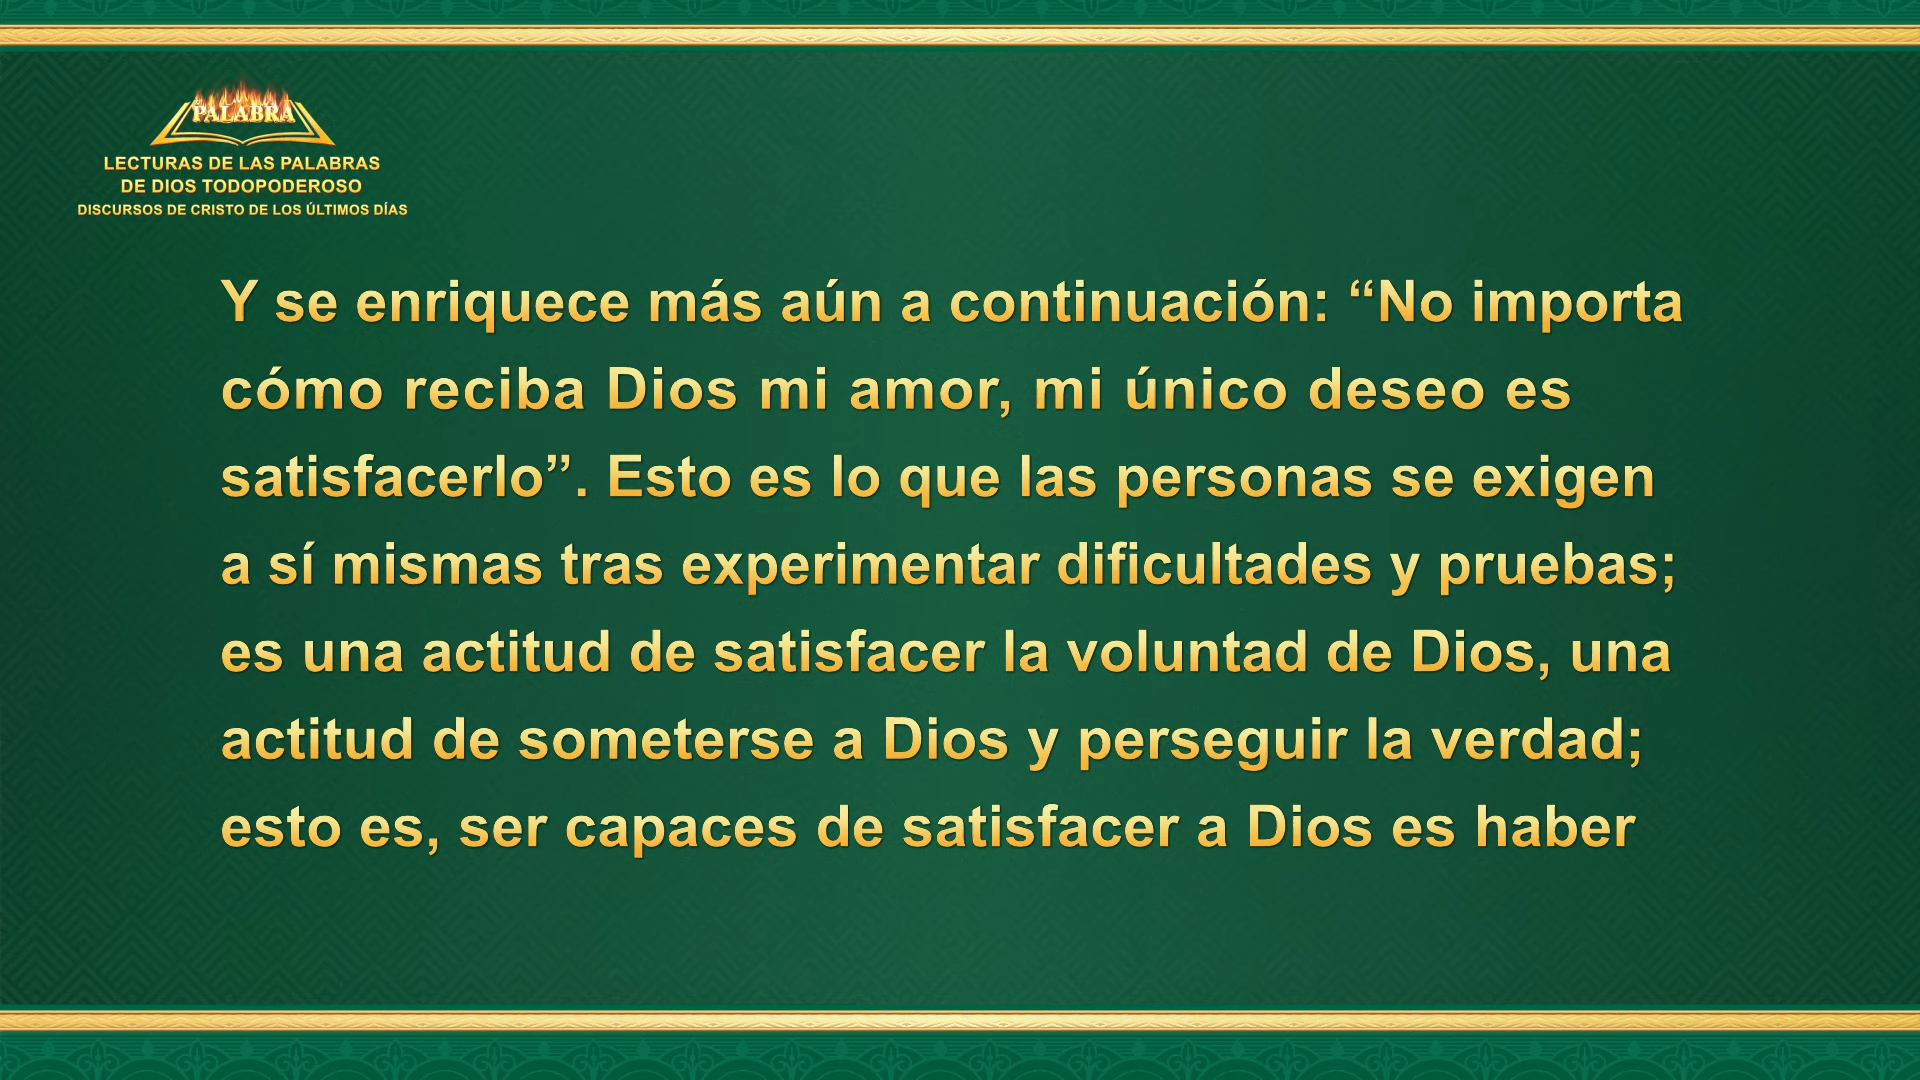 PALABRA
LECTURAS DE LAS PALABRAS
DE DIOS TODOPODEROSO
DISCURSOS DE CRISTO DE LOS ÚLTIMOS DÍAS
Y se enriquece más aún a continuación: “No importa
cómo reciba Dios mi amor, mi único deseo es
satisfacerlo”. Esto es lo que las personas se exigen
a sí mismas tras experimentar dificultades y pruebas;
es una actitud de satisfacer la voluntad de Dios, una
actitud de someterse a Dios y perseguir la verdad;
esto es, ser capaces de satisfacer a Dios es haber